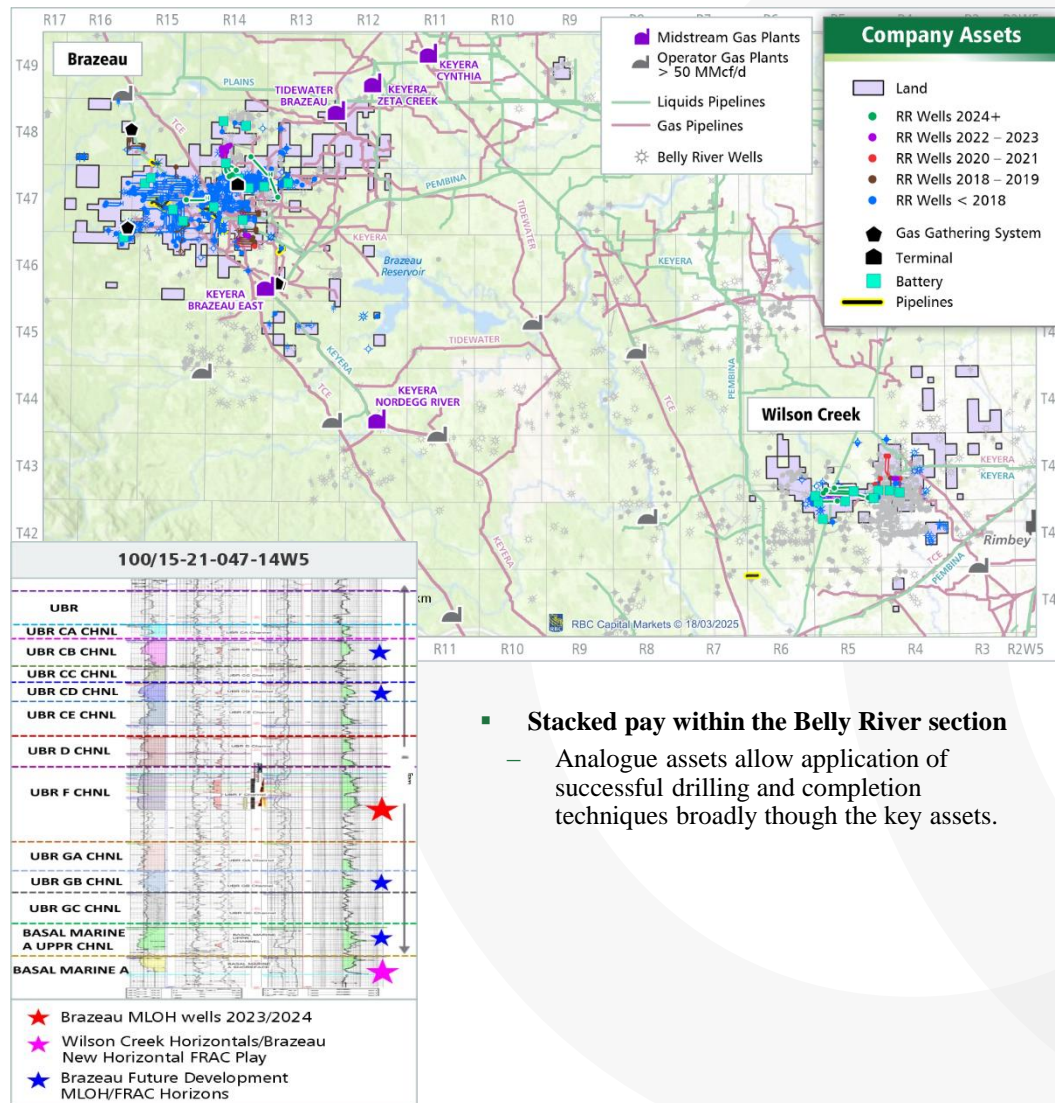 R17 R16 R15 R14 R13 R12 R11 R10 R9 R8 R7 R6 R5 R4 R3 R2W5
Brazeau
T49
T48
T47
T46
T45
T44
T43
T42
KEYERA
CYNTHIA
KEYERA
ZETA CREEK
TIDEWATER
BRAZEAU
PLAINS
TCE
PEMBINA
KEYERA
TIDEWATER
Brazeau
Reservoir
KEYERA
BRAZEAU EAST
KEYERA
TIDEWATER
TCE
KEYERA
NORDEGG RIVER
KEYERA
PEMBINA
KEYERA
PEMBINA
TCE
Wilson Creek
KEYERA
KEYERA
Rimbey
TCE
PEMBINA
km
RBC Capital Markets © 18/03/2025
R11 R10 R9 R8 R7 R6 R5 R4 R3 R2W5
Midstream Gas Plants
Operator Gas Plants
> 50 MMcf/d
Liquids Pipelines
Gas Pipelines
Belly River Wells
Company Assets
Land
RR Wells 2024+
RR Wells 2022 – 2023
RR Wells 2020 – 2021
RR Wells 2018 – 2019
RR Wells < 2018
Gas Gathering System
Terminal
Battery
Pipelines
100/15-21-047-14W5
UBR
UBR CA CHNL
UBR CB CHNL
UBR CC CHNL
UBR CD CHNL
UBR CE CHNL
UBR D CHNL
UBR F CHNL
UBR GA CHNL
UBR GB CHNL
UBR GC CHNL
BASAL MARINE
A UPPR CHNL
BASAL MARINE A
Brazeau MLOH wells 2023/2024
Wilson Creek Horizontals/Brazeau
New Horizontal FRAC Play
Brazeau Future Development
MLOH/FRAC Horizons
▪ Stacked pay within the Belly River section
– Analogue assets allow application of
successful drilling and completion
techniques broadly though the key assets.